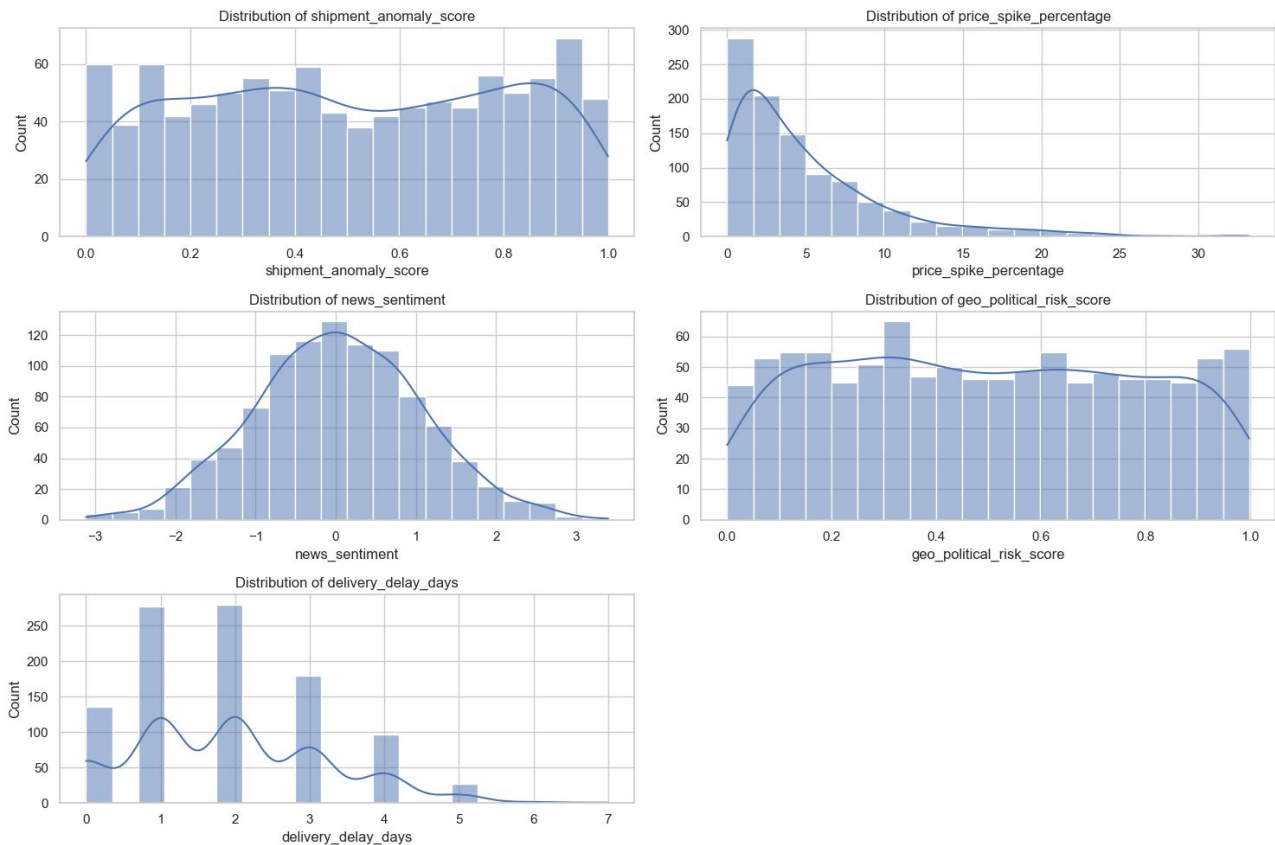 Distribution of shipment_anomaly_score
Count
60
40
20
0
0.0 0.2 0.4 0.6 0.8 1.0
shipment_anomaly_score
Distribution of price_spike_percentage
Count
300
250
200
150
100
50
0
0 5 10 15 20 25 30
price_spike_percentage
Distribution of news_sentiment
Count
120
100
80
60
40
20
0
−3 −2 −1 0 1 2 3
news_sentiment
Distribution of geo_political_risk_score
Count
60
50
40
30
20
10
0
0.0 0.2 0.4 0.6 0.8 1.0
geo_political_risk_score
Distribution of delivery_delay_days
Count
250
200
150
100
50
0
0 1 2 3 4 5 6 7
delivery_delay_days